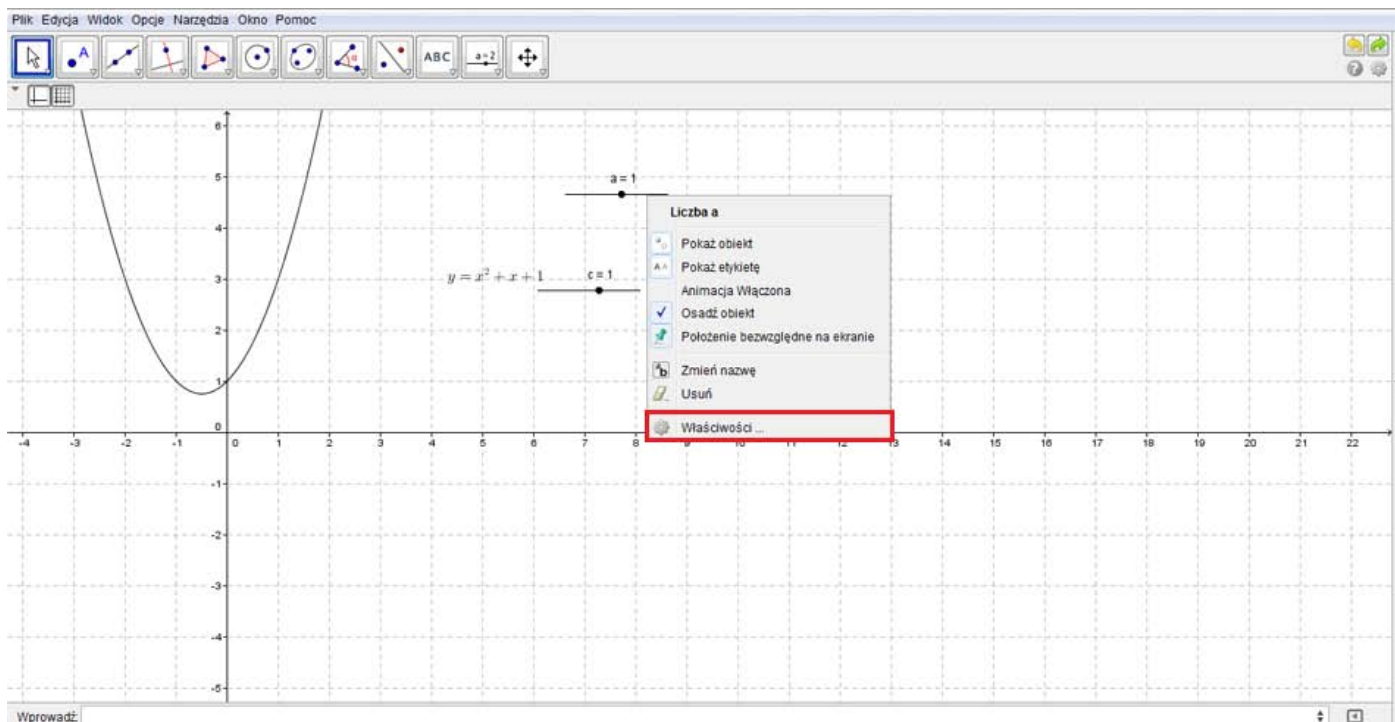 Plik Edycja Widok Opcje Narzędzia Okno Pomoc
A α ABC a=2
6
5
a = 1
Liczba a
4
Pokaż obiekt
Pokaż etykietę
3
y = x² + x + 1
c = 1
Animacja Włączona
Osadź obiekt
2
Położenie bezwzględne na ekranie
Zmień nazwę
1
Usuń
0
Właściwości ...
-4 -3 -2 -1 0 1 2 3 4 5 6 7 8 9 10 11 12 13 14 15 16 17 18 19 20 21 22
-1
-2
-3
-4
-5
Wprowadź: